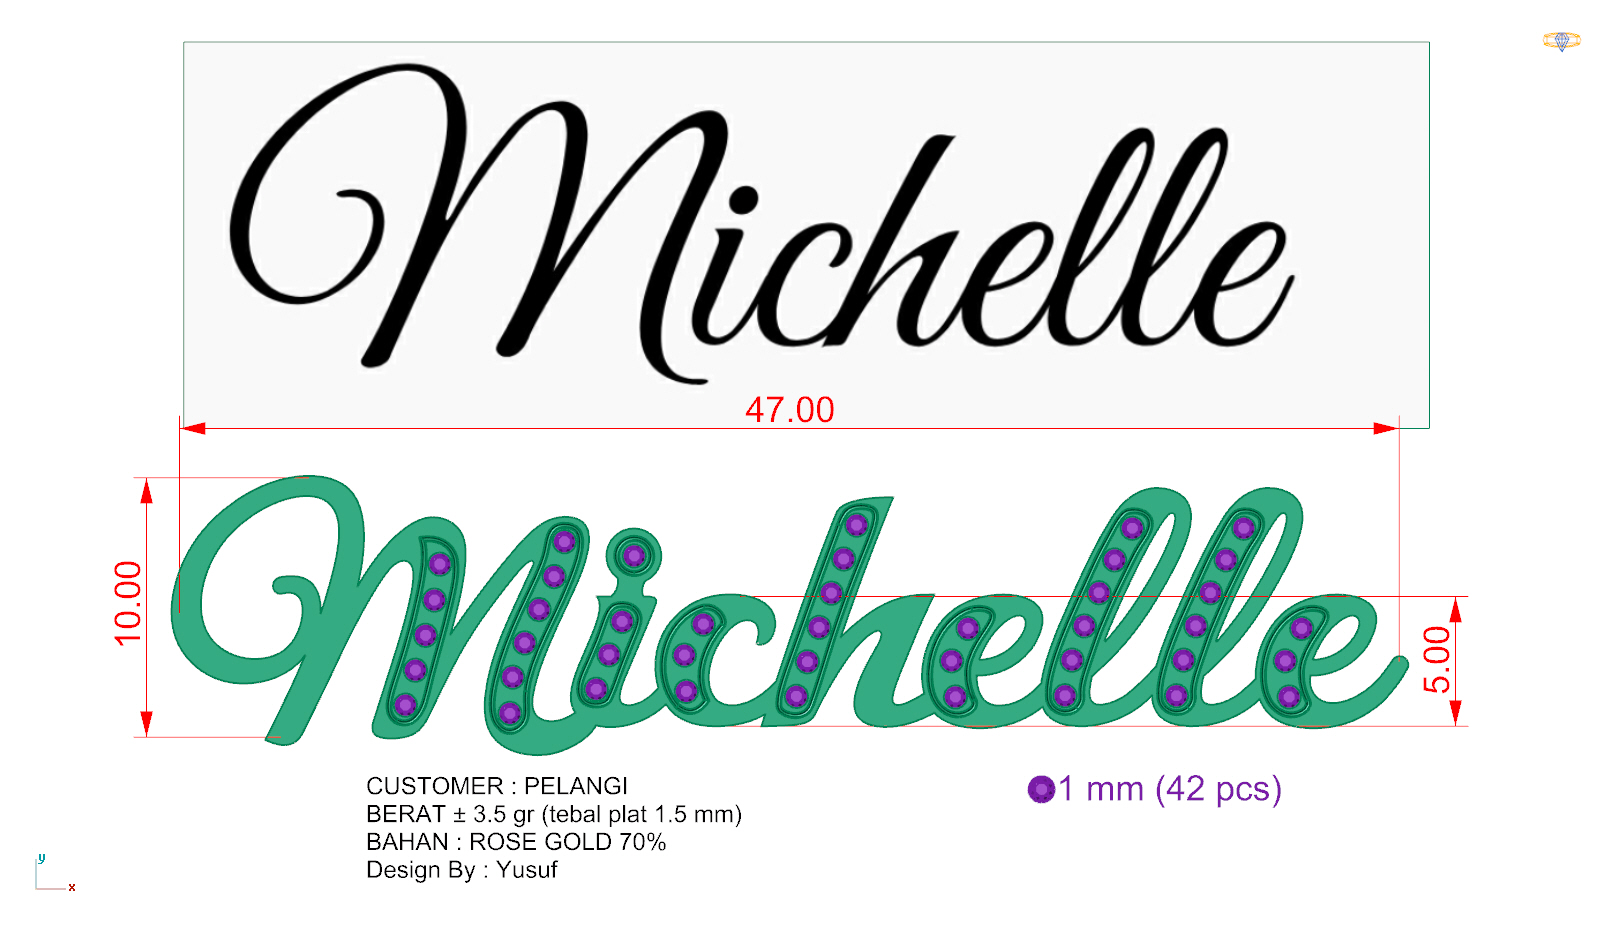 Michelle
47.00
10.00
Michelle
5.00
CUSTOMER : PELANGI
BERAT ± 3.5 gr (tebal plat 1.5 mm)
BAHAN : ROSE GOLD 70%
Design By : Yusuf
1 mm (42 pcs)
y
x